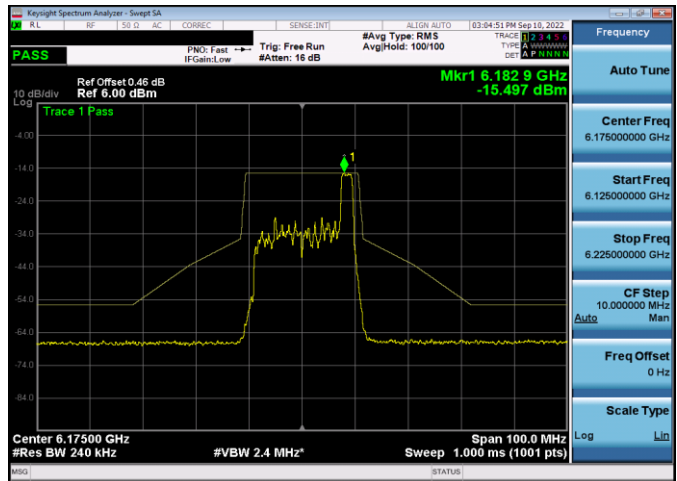 Keysight Spectrum Analyzer - Swept SA
LXI RL RF 50 Ω AC CORREC SENSE:INT ALIGN AUTO 03:04:51 PM Sep 10, 2022
PASS
PNO: Fast
IFGain:Low
Trig: Free Run
#Atten: 16 dB
#Avg Type: RMS
Avg|Hold: 100/100
TRACE 1 2 3 4 5 6
TYPE A WWWWW
DET A P N N N N
Ref Offset 0.46 dB
Ref 6.00 dBm
Mkr1 6.182 9 GHz
-15.497 dBm
10 dB/div
Log
Trace 1 Pass
1
-4.00
-14.0
-24.0
-34.0
-44.0
-54.0
-64.0
-74.0
-84.0
Center 6.17500 GHz Span 100.0 MHz
#Res BW 240 kHz #VBW 2.4 MHz* Sweep 1.000 ms (1001 pts)
MSG STATUS
Frequency
Auto Tune
Center Freq
6.175000000 GHz
Start Freq
6.125000000 GHz
Stop Freq
6.225000000 GHz
CF Step
10.000000 MHz
Auto Man
Freq Offset
0 Hz
Scale Type
Log Lin